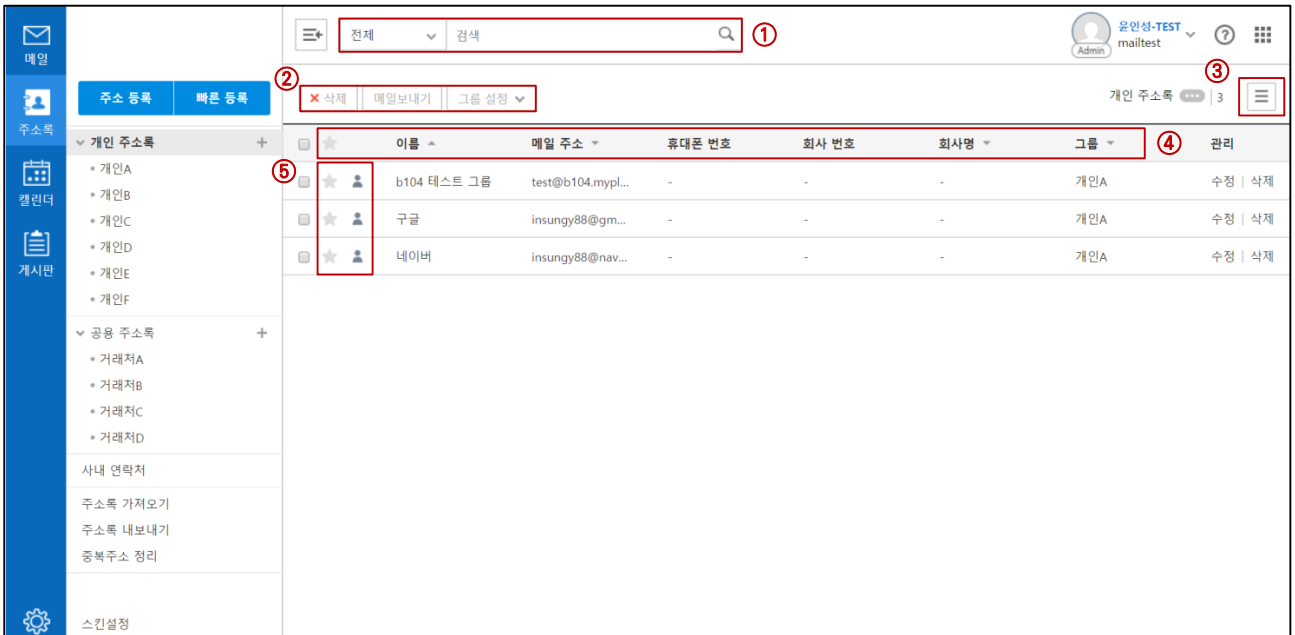 메일
주소록
캘린더
게시판
전체 검색 ①
Admin 윤인성-TEST
mailtest
?
주소 등록 빠른 등록
개인 주소록 +
개인A
개인B
개인C
개인D
개인E
개인F
공용 주소록 +
거래처A
거래처B
거래처C
거래처D
사내 연락처
주소록 가져오기
주소록 내보내기
중복주소 정리
스킨설정
② ③
삭제 메일보내기 그룹 설정 개인 주소록 ••• | 3
이름 메일 주소 휴대폰 번호 회사 번호 회사명 그룹 ④ 관리
⑤ b104 테스트 그룹 test@b104.mypl... - - - 개인A 수정 | 삭제
구글 insungy88@gm... - - - 개인A 수정 | 삭제
네이버 insungy88@nav... - - - 개인A 수정 | 삭제